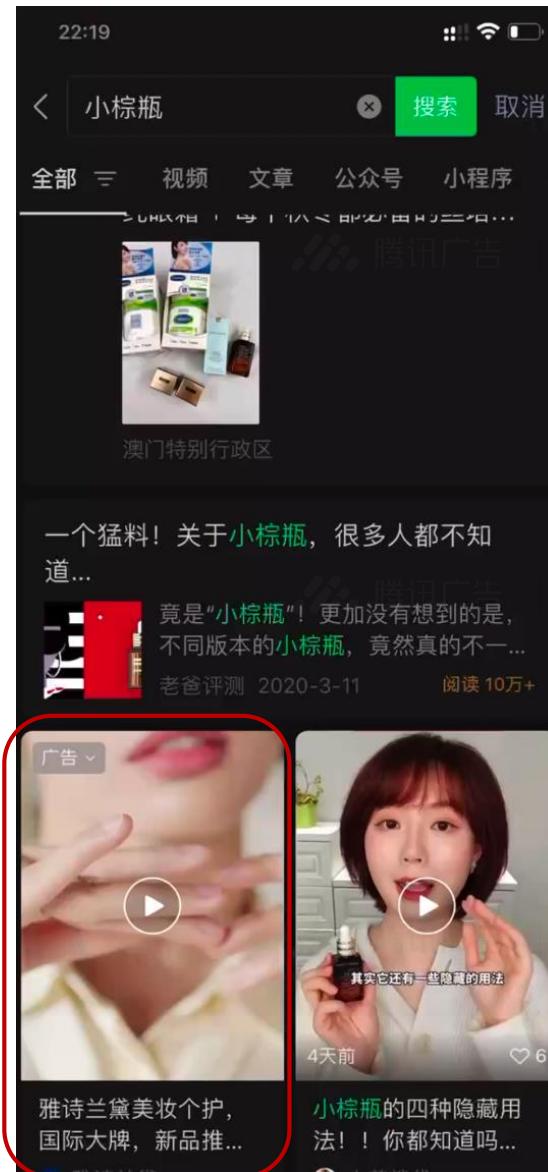 22:19
小棕瓶
搜索
取消
全部
视频
文章
公众号
小程序
腾讯广告
澳门特别行政区
一个猛料！关于小棕瓶，很多人都不知
道...
竟是“小棕瓶”！更加没有想到的是，
不同版本的小棕瓶，竟然真的不一...
老爸评测 2020-3-11
阅读 10万+
腾讯广告
广告
其实它还有一些隐藏的用法
4天前
6
雅诗兰黛美妆个护，
国际大牌，新品推...
小棕瓶的四种隐藏用
法！！你都知道吗...